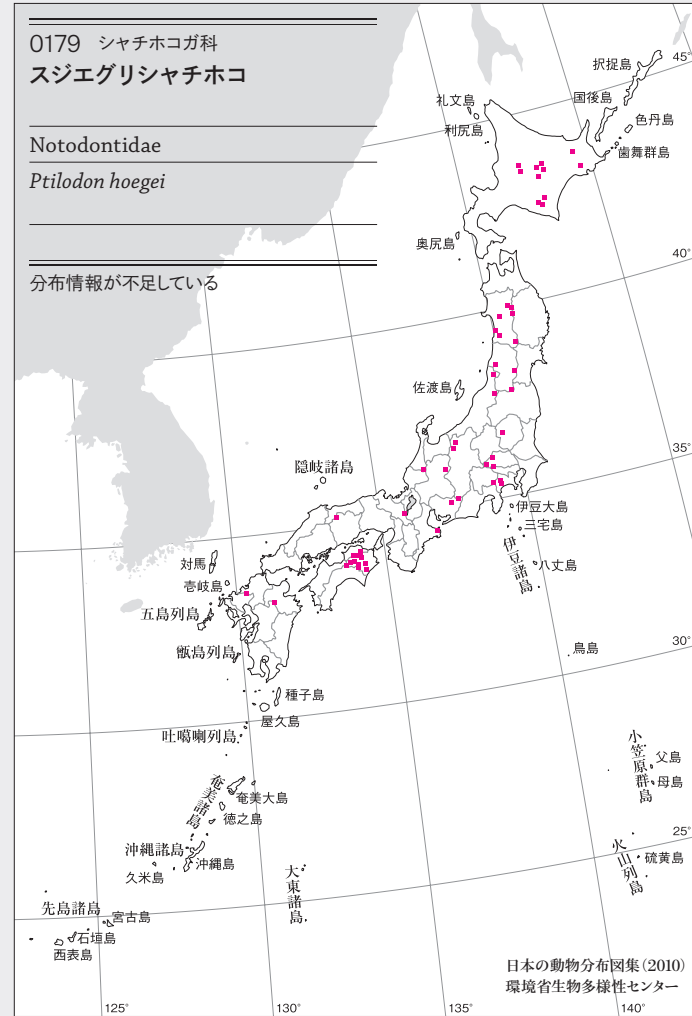 0179 シャチホコガ科
スジエグリシャチホコ
Notodontidae
Ptilodon hoegei
分布情報が不足している
択捉島
国後島
色丹島
歯舞群島
礼文島
利尻島
奥尻島
佐渡島
隠岐諸島
対馬
壱岐島
五島列島
甑島列島
種子島
屋久島
吐噶喇列島
奄美諸島
奄美大島
徳之島
沖縄諸島
沖縄島
久米島
先島諸島
宮古島
石垣島
西表島
大東諸島
伊豆大島
三宅島
伊豆諸島
八丈島
鳥島
小笠原群島
父島
母島
火山列島
硫黄島
45°
40°
35°
30°
25°
125°
130°
135°
140°
日本の動物分布図集(2010)
環境省生物多様性センター